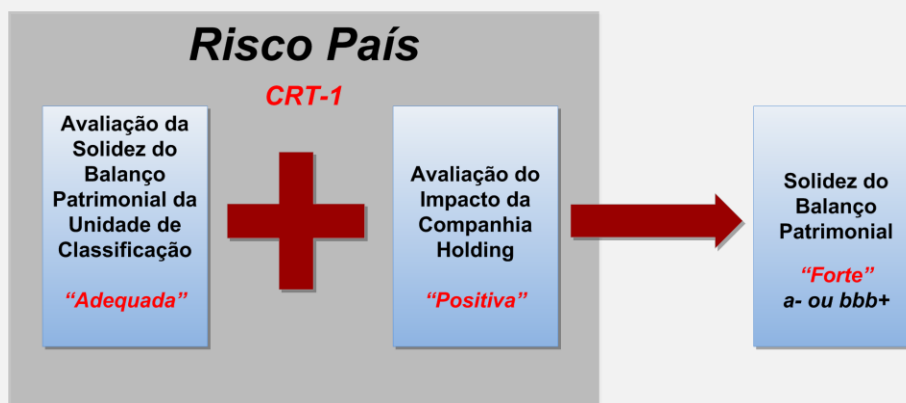 Risco País
CRT-1
Avaliação da
Solidez do
Balanço
Patrimonial da
Unidade de
Classificação
“Adequada”
Avaliação do
Impacto da
Companhia
Holding
“Positiva”
Solidez do
Balanço
Patrimonial
“Forte”
a- ou bbb+